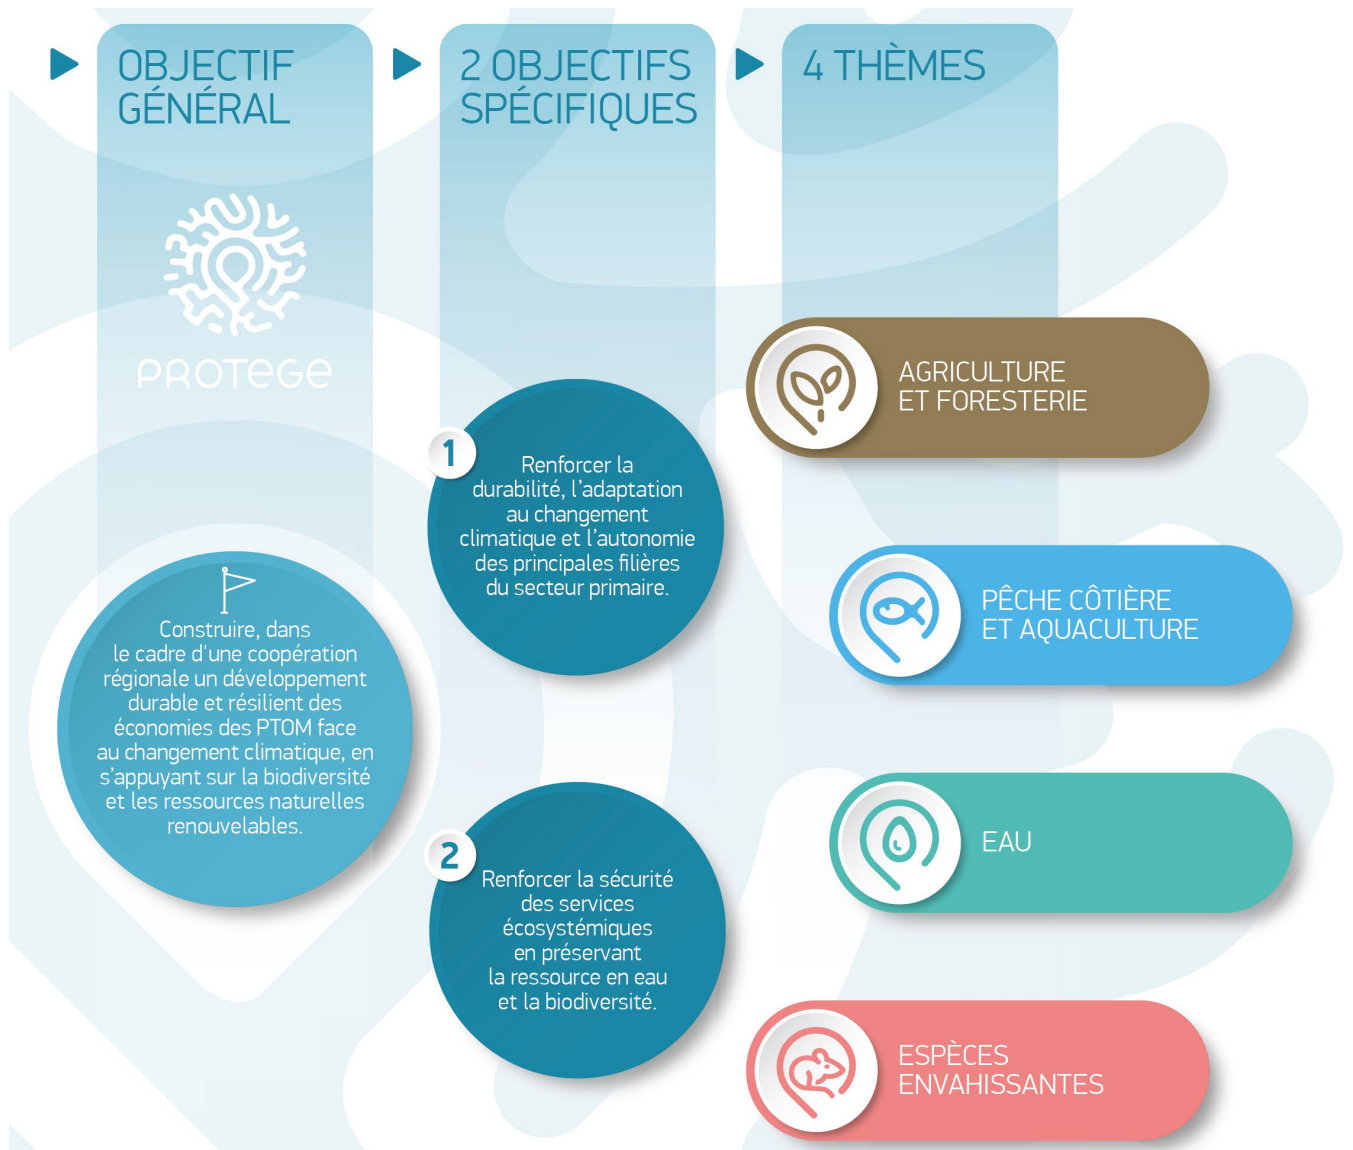 OBJECTIF
GÉNÉRAL
PROTEGE
Construire, dans
le cadre d'une coopération
régionale un développement
durable et résilient des
économies des PTOM face
au changement climatique, en
s'appuyant sur la biodiversité
et les ressources naturelles
renouvelables.
2 OBJECTIFS
SPÉCIFIQUES
1
Renforcer la
durabilité, l'adaptation
au changement
climatique et l'autonomie
des principales filières
du secteur primaire.
2
Renforcer la sécurité
des services
écosystémiques
en préservant
la ressource en eau
et la biodiversité.
4 THÈMES
AGRICULTURE
ET FORESTERIE
PÊCHE CÔTIÈRE
ET AQUACULTURE
EAU
ESPÈCES
ENVAHISSANTES